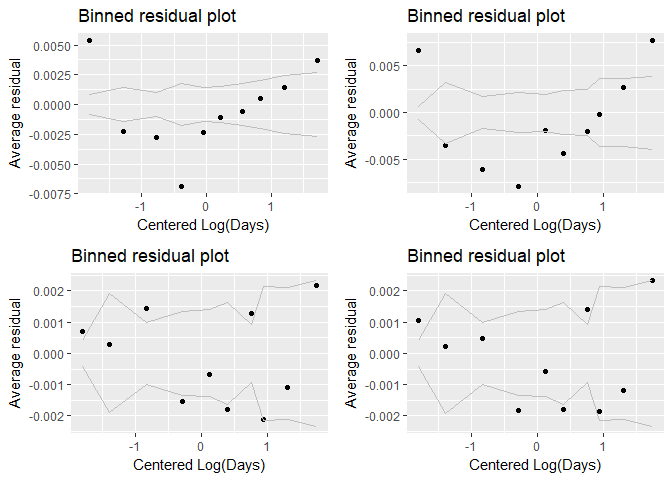 Binned residual plot
0.0050
0.0025
0.0000
-0.0025
-0.0050
-0.0075
Average residual
-1
0
1
Centered Log(Days)
Binned residual plot
0.005
0.000
-0.005
Average residual
-1
0
1
Centered Log(Days)
Binned residual plot
0.002
0.001
0.000
-0.001
-0.002
Average residual
-1
0
1
Centered Log(Days)
Binned residual plot
0.002
0.001
0.000
-0.001
-0.002
Average residual
-1
0
1
Centered Log(Days)